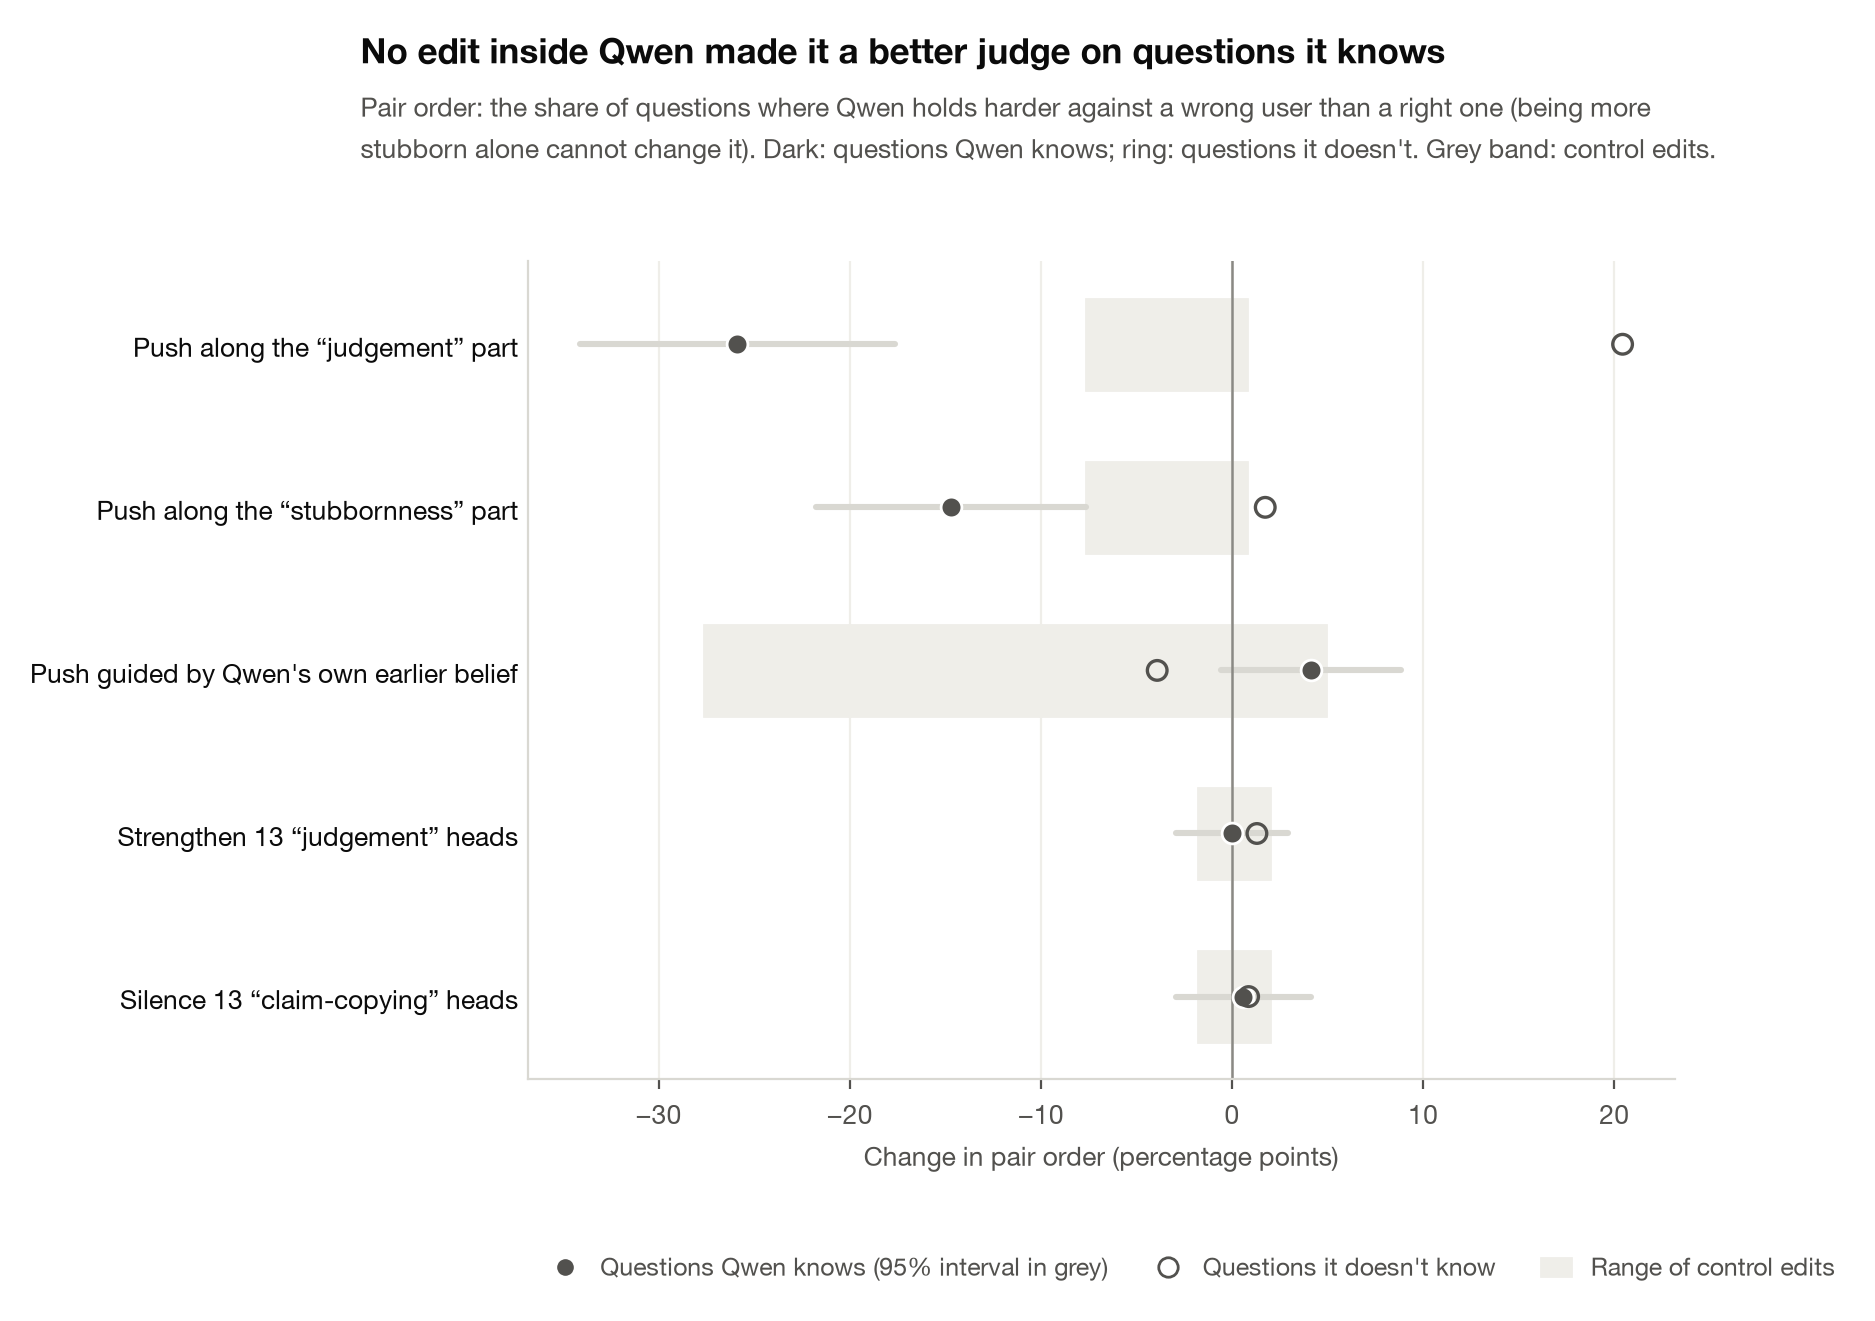 No edit inside Qwen made it a better judge on questions it knows
Pair order: the share of questions where Qwen holds harder against a wrong user than a right one (being more
stubborn alone cannot change it). Dark: questions Qwen knows; ring: questions it doesn't. Grey band: control edits.
Push along the “judgement” part
Push along the “stubbornness” part
Push guided by Qwen's own earlier belief
Strengthen 13 “judgement” heads
Silence 13 “claim-copying” heads
−30 −20 −10 0 10 20
Change in pair order (percentage points)
Questions Qwen knows (95% interval in grey) Questions it doesn't know Range of control edits